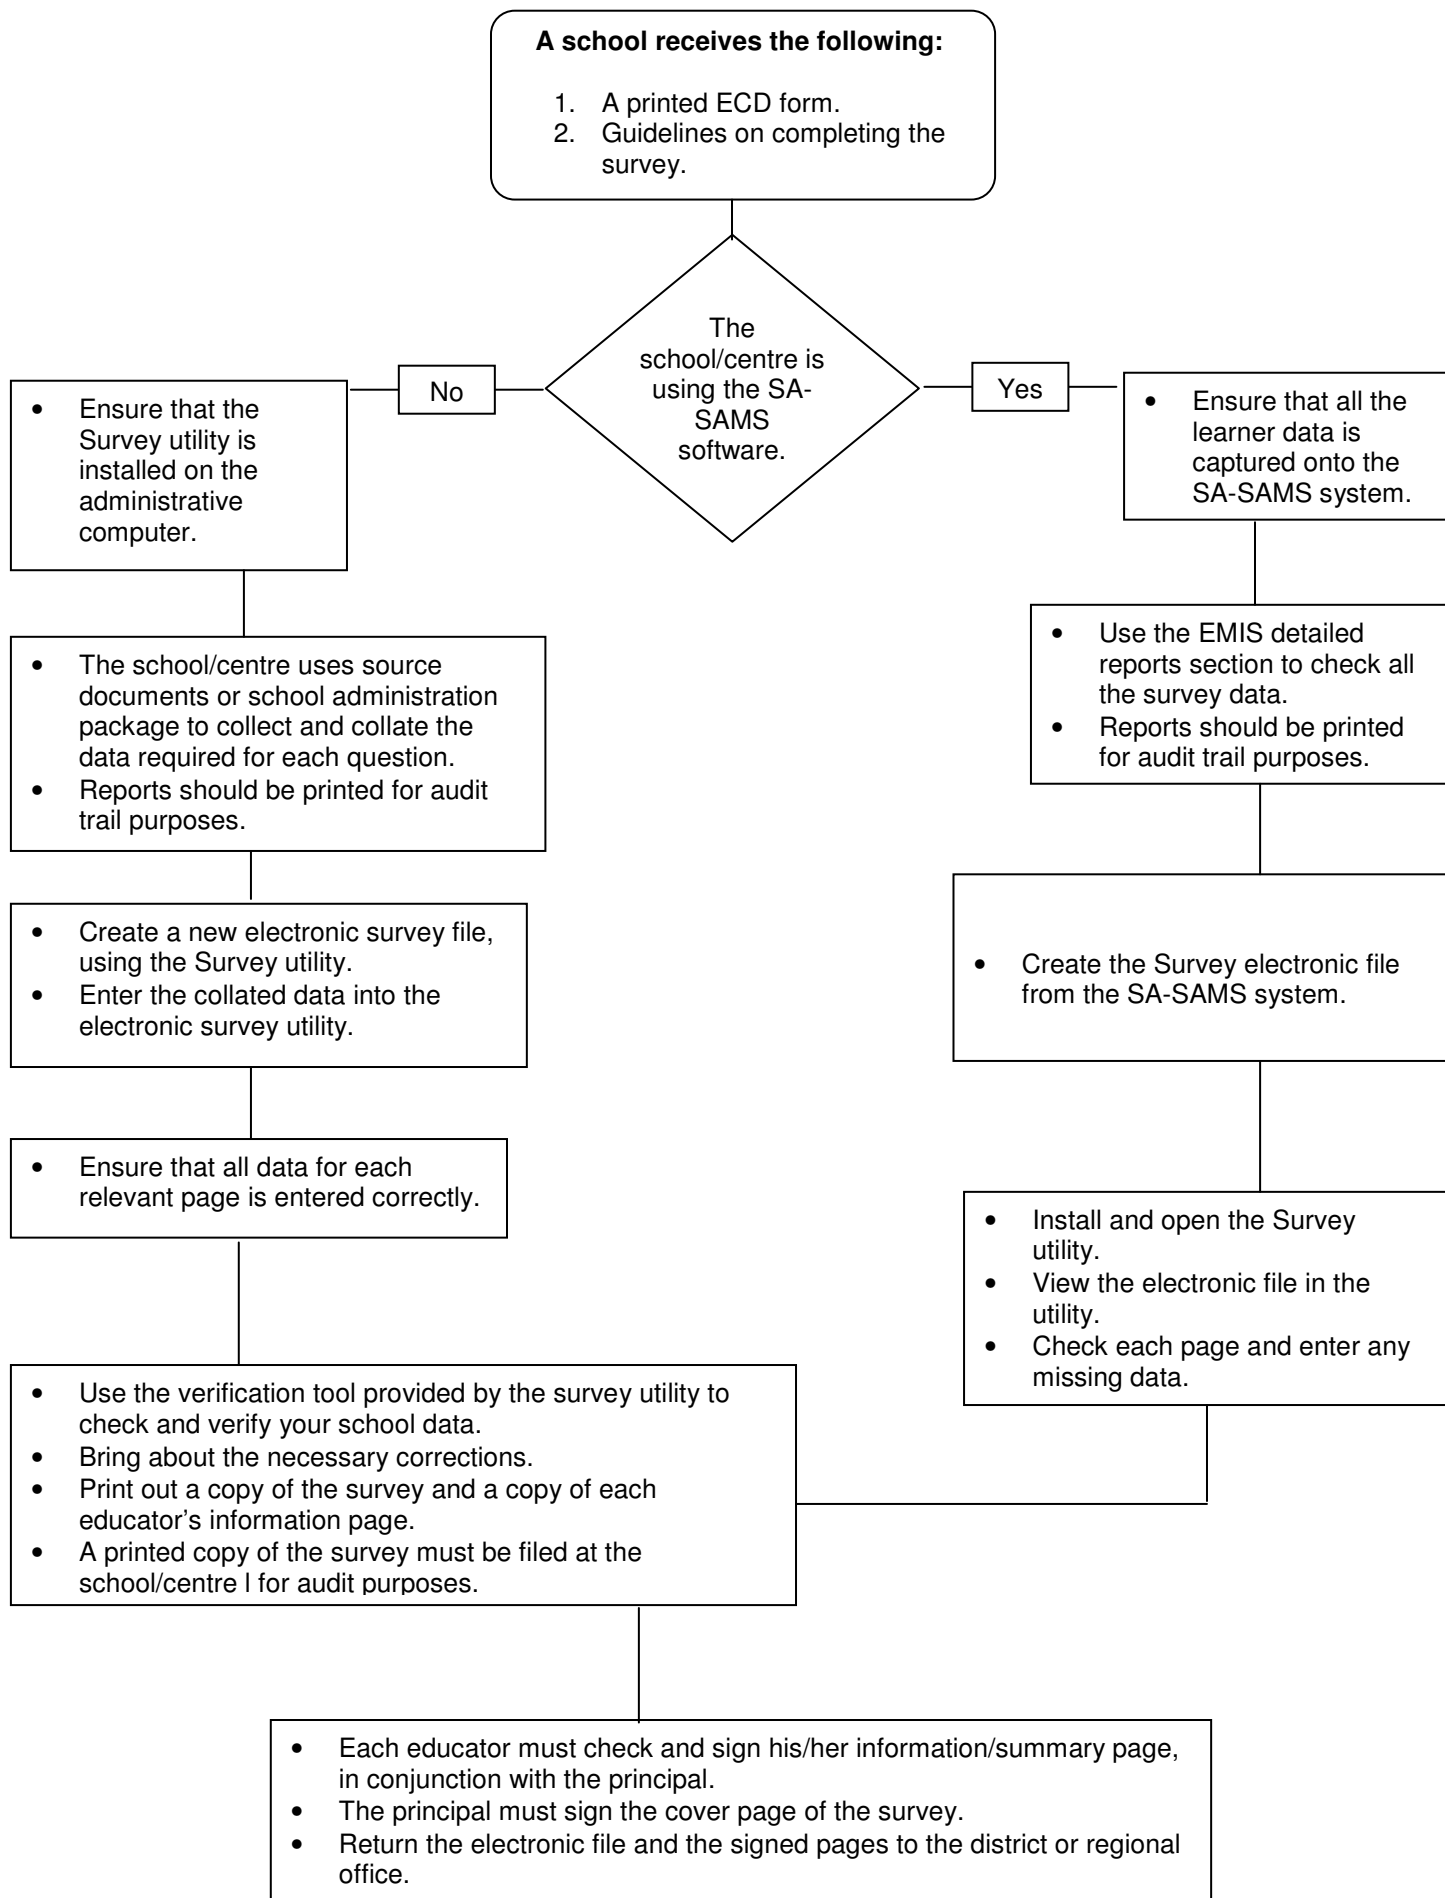 A school receives the following:
1. A printed ECD form.
2. Guidelines on completing the
survey.
The
school/centre is
using the SA-
SAMS
software.
No
Yes
• Ensure that the
Survey utility is
installed on the
administrative
computer.
• The school/centre uses source
documents or school administration
package to collect and collate the
data required for each question.
• Reports should be printed for audit
trail purposes.
• Create a new electronic survey file,
using the Survey utility.
• Enter the collated data into the
electronic survey utility.
• Ensure that all data for each
relevant page is entered correctly.
• Ensure that all the
learner data is
captured onto the
SA-SAMS system.
• Use the EMIS detailed
reports section to check all
the survey data.
• Reports should be printed
for audit trail purposes.
• Create the Survey electronic file
from the SA-SAMS system.
• Install and open the Survey
utility.
• View the electronic file in the
utility.
• Check each page and enter any
missing data.
• Use the verification tool provided by the survey utility to
check and verify your school data.
• Bring about the necessary corrections.
• Print out a copy of the survey and a copy of each
educator’s information page.
• A printed copy of the survey must be filed at the
school/centre l for audit purposes.
• Each educator must check and sign his/her information/summary page,
in conjunction with the principal.
• The principal must sign the cover page of the survey.
• Return the electronic file and the signed pages to the district or regional
office.